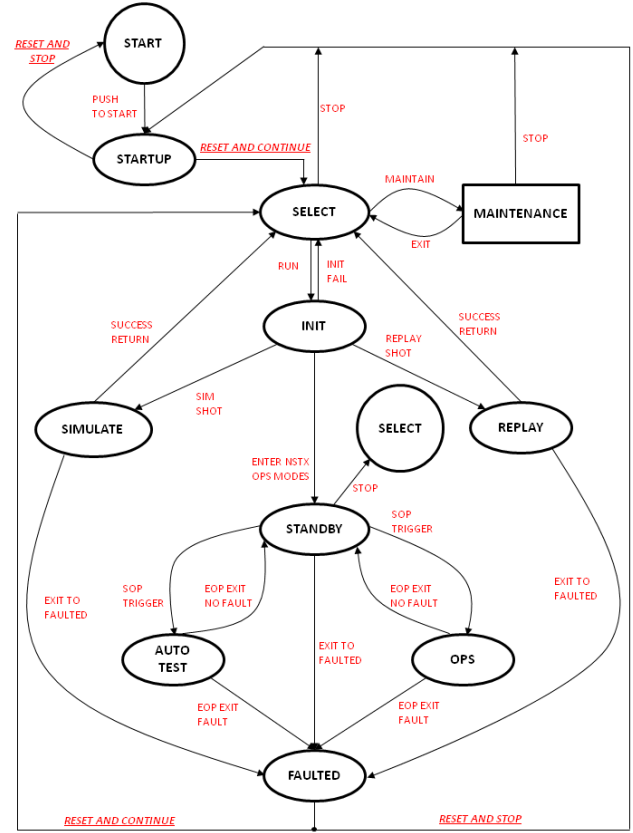 START
RESET AND
STOP
PUSH
TO START
STOP
STOP
STARTUP
RESET AND CONTINUE
MAINTAIN
SELECT
MAINTENANCE
EXIT
RUN
INIT
FAIL
SUCCESS
RETURN
SUCCESS
RETURN
INIT
REPLAY
SHOT
SIM
SHOT
SIMULATE
SELECT
REPLAY
ENTER NSTX
OPS MODES
STOP
STANDBY
SOP
TRIGGER
SOP
TRIGGER
EOP EXIT
NO FAULT
EOP EXIT
NO FAULT
EXIT TO
FAULTED
EXIT TO
FAULTED
AUTO
TEST
EXIT TO
FAULTED
OPS
EOP EXIT
FAULT
EOP EXIT
FAULT
FAULTED
RESET AND CONTINUE
RESET AND STOP